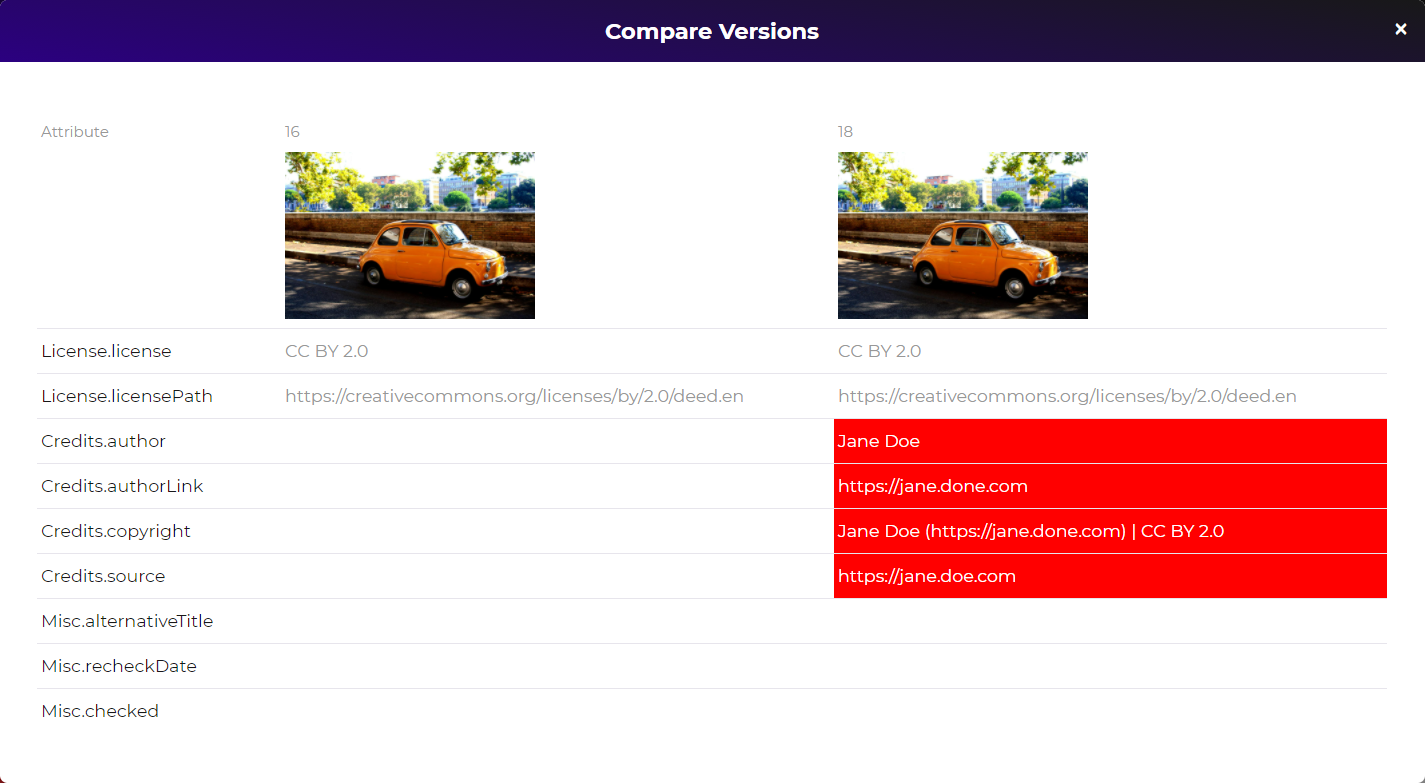 Compare Versions ×
Attribute 16 18
License.license CC BY 2.0 CC BY 2.0
License.licensePath https://creativecommons.org/licenses/by/2.0/deed.en https://creativecommons.org/licenses/by/2.0/deed.en
Credits.author Jane Doe
Credits.authorLink https://jane.done.com
Credits.copyright Jane Doe (https://jane.done.com) | CC BY 2.0
Credits.source https://jane.doe.com
Misc.alternativeTitle
Misc.recheckDate
Misc.checked